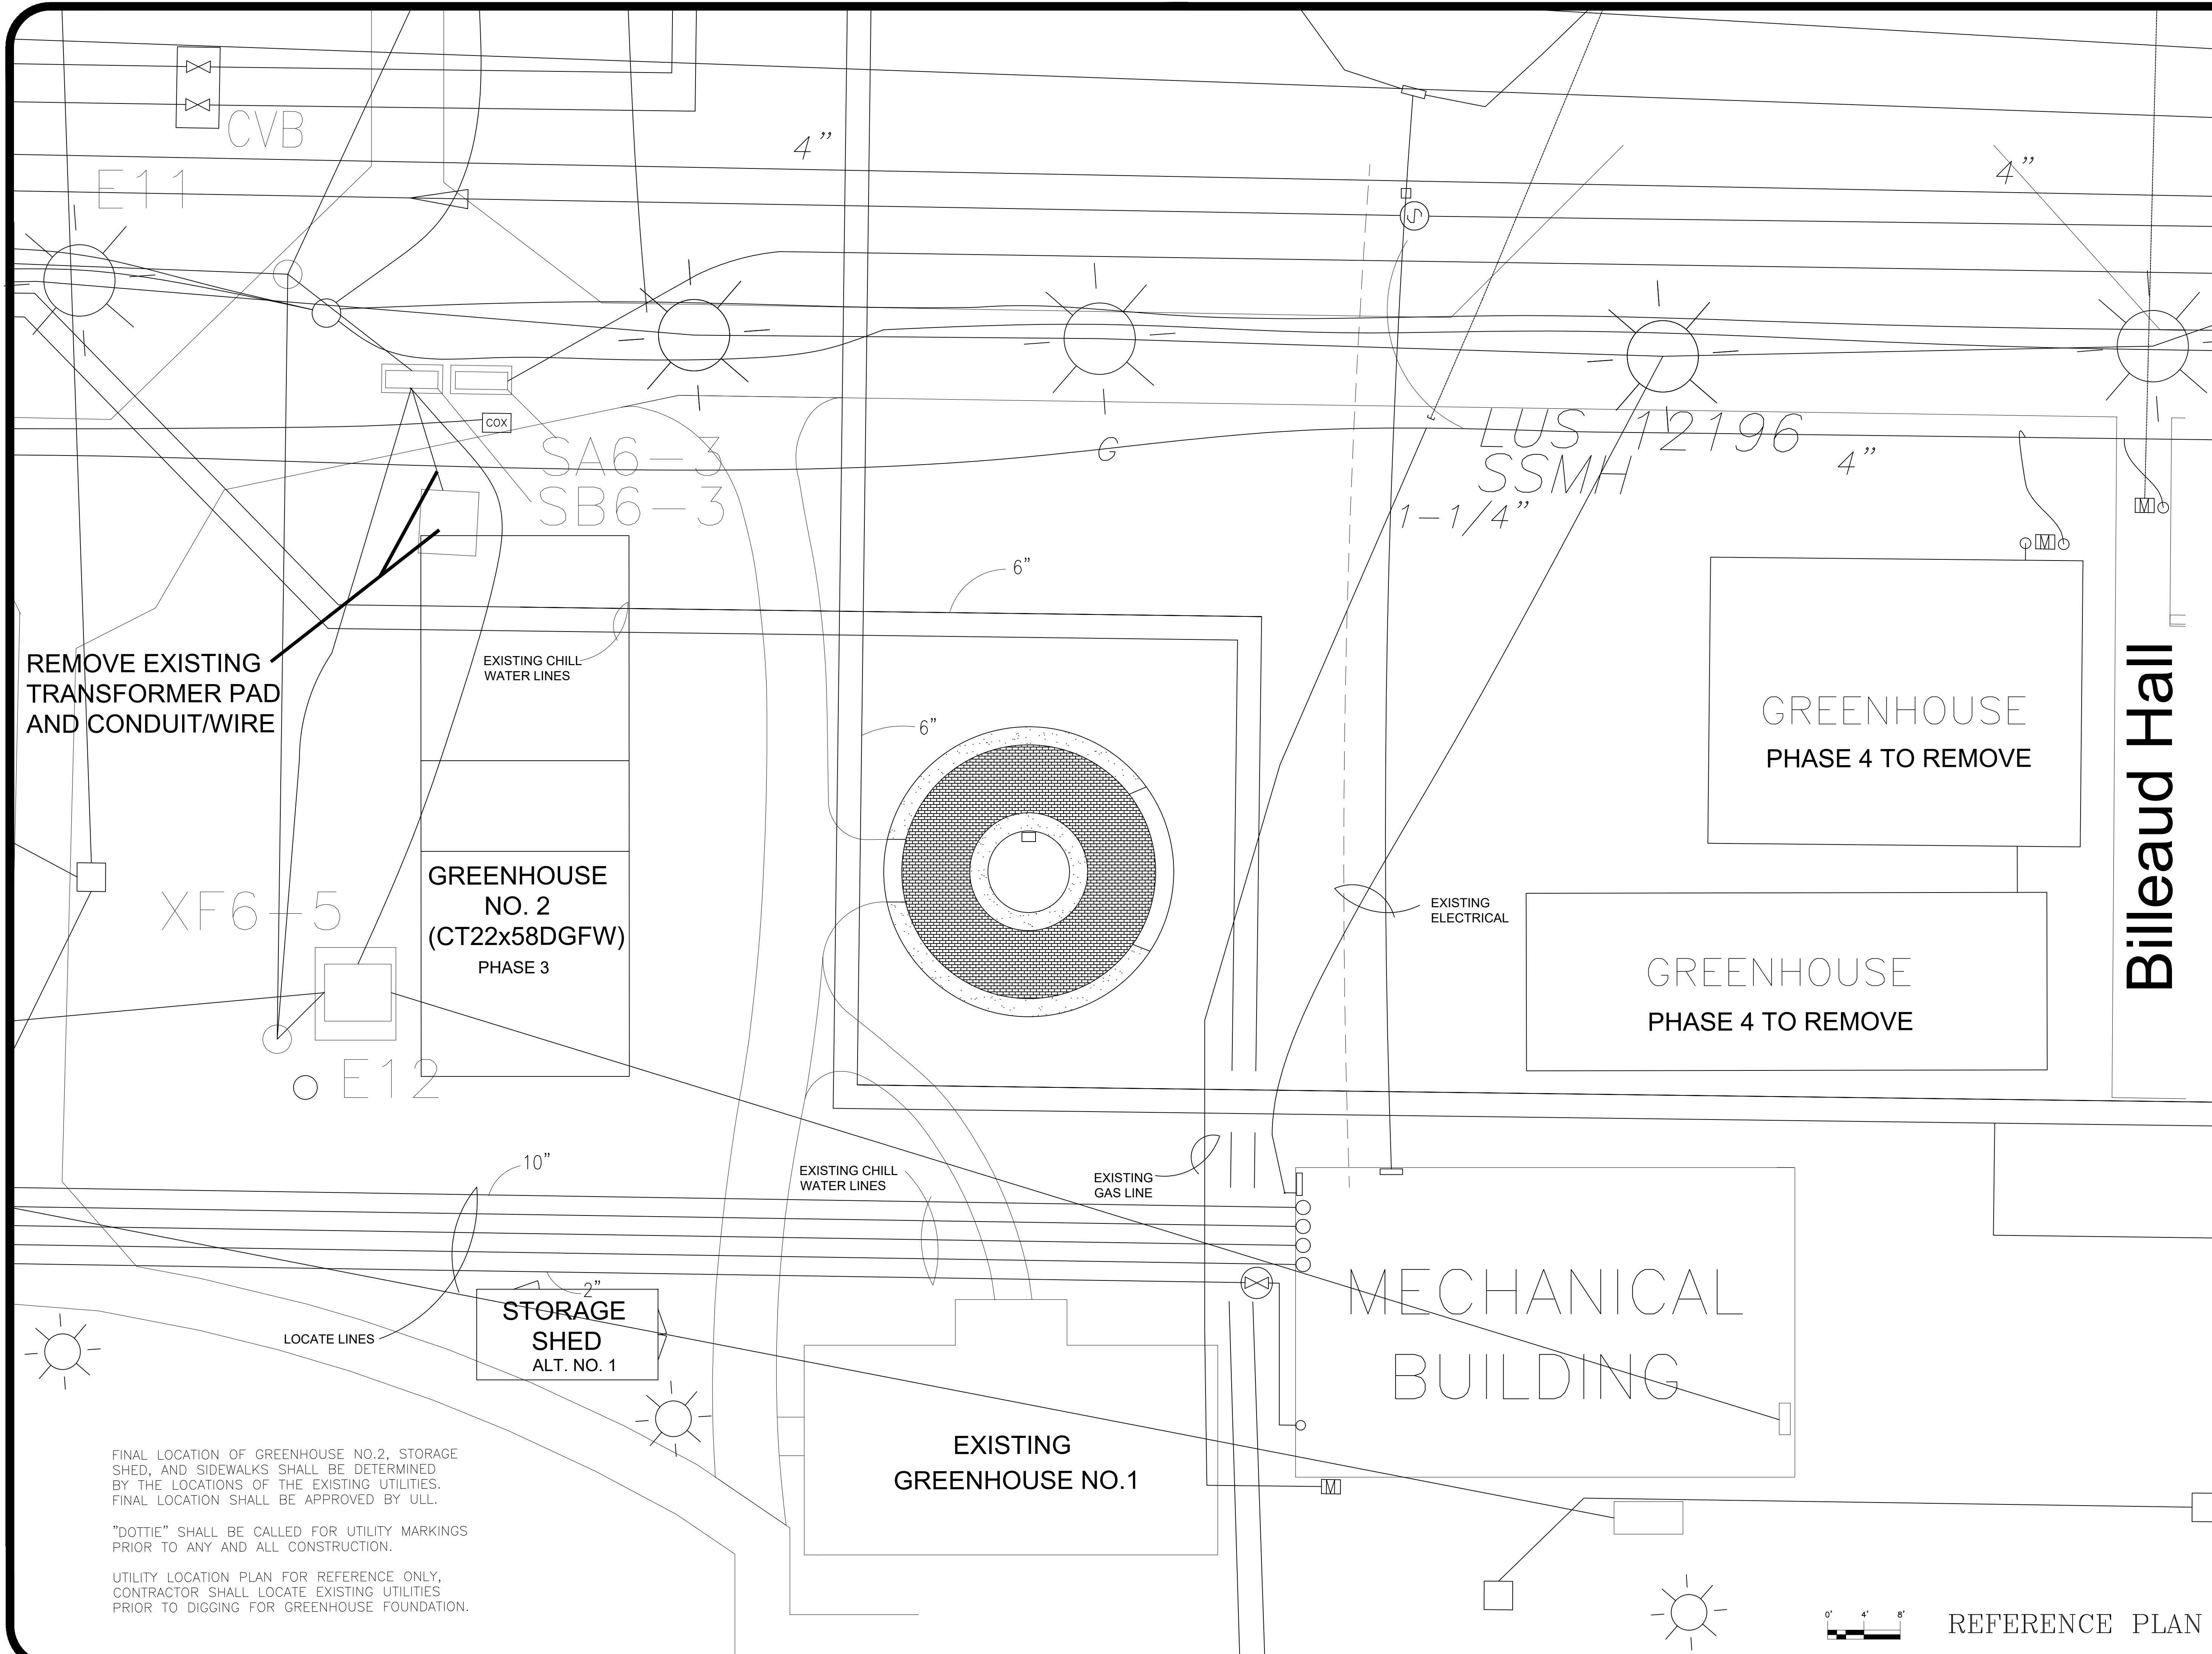 CVB
4"
4"
E11
COX
SA6-3
SB6-3
G
LUS 12196
SSMH
4"
1-1/4"
M
M
6"
REMOVE EXISTING
TRANSFORMER PAD
AND CONDUIT/WIRE
EXISTING CHILL
WATER LINES
6"
GREENHOUSE
PHASE 4 TO REMOVE
Billeaud Hall
GREENHOUSE
NO. 2
(CT22x58DGFW)
PHASE 3
XF6-5
EXISTING
ELECTRICAL
GREENHOUSE
PHASE 4 TO REMOVE
E12
10"
EXISTING CHILL
WATER LINES
EXISTING
GAS LINE
2"
STORAGE
SHED
ALT. NO. 1
LOCATE LINES
MECHANICAL
BUILDING
EXISTING
GREENHOUSE NO.1
M
FINAL LOCATION OF GREENHOUSE NO.2, STORAGE
SHED, AND SIDEWALKS SHALL BE DETERMINED
BY THE LOCATIONS OF THE EXISTING UTILITIES.
FINAL LOCATION SHALL BE APPROVED BY ULL.
"DOTTIE" SHALL BE CALLED FOR UTILITY MARKINGS
PRIOR TO ANY AND ALL CONSTRUCTION.
UTILITY LOCATION PLAN FOR REFERENCE ONLY,
CONTRACTOR SHALL LOCATE EXISTING UTILITIES
PRIOR TO DIGGING FOR GREENHOUSE FOUNDATION.
0' 4' 8'
REFERENCE PLAN